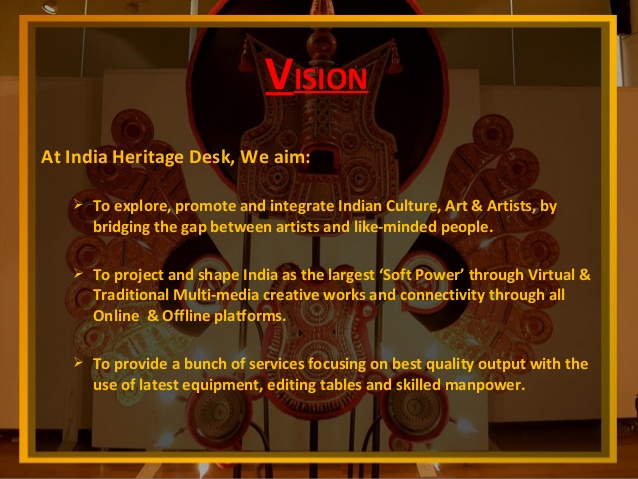 VISION
At India Heritage Desk, We aim:
➢ To explore, promote and integrate Indian Culture, Art & Artists, by
bridging the gap between artists and like-minded people.
➢ To project and shape India as the largest ‘Soft Power’ through Virtual &
Traditional Multi-media creative works and connectivity through all
Online & Offline platforms.
➢ To provide a bunch of services focusing on best quality output with the
use of latest equipment, editing tables and skilled manpower.